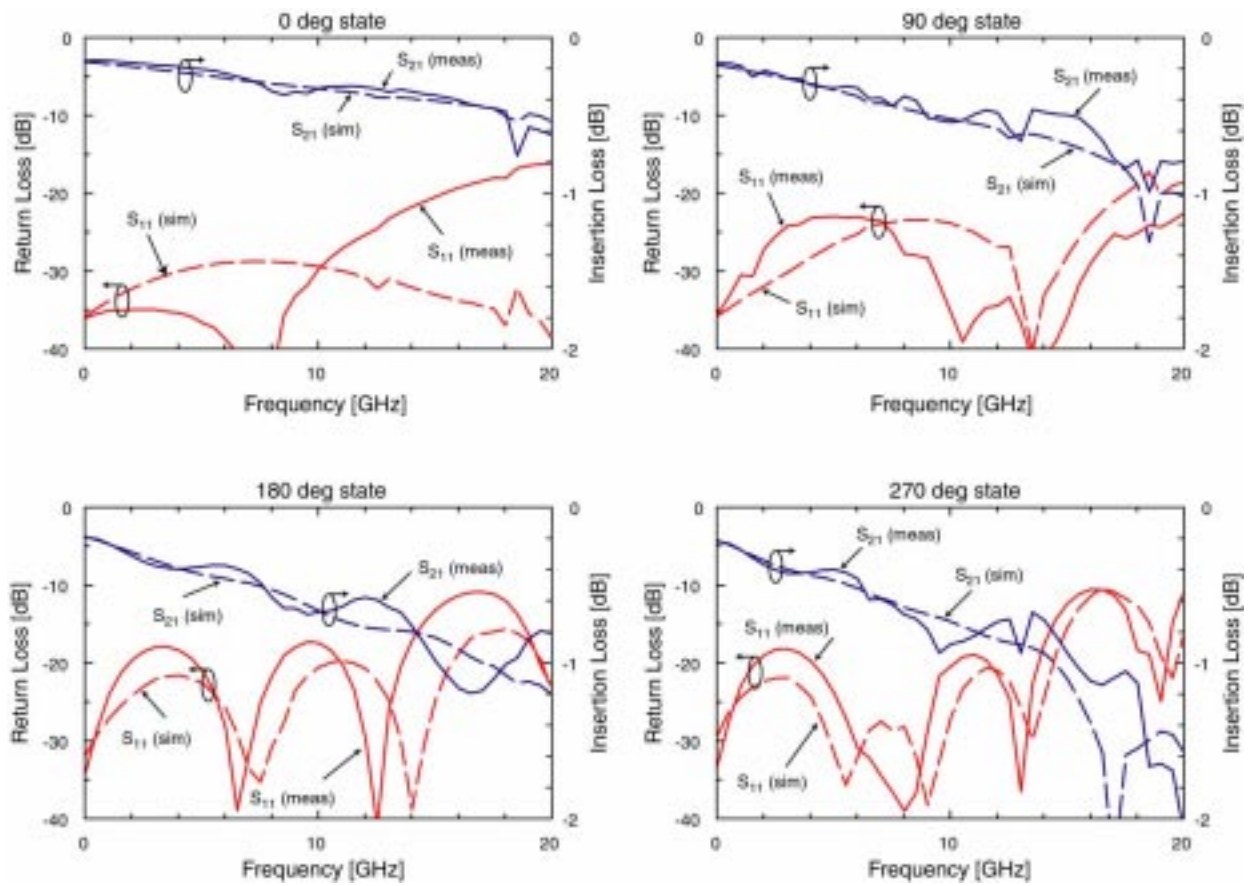 0 deg state
0
-10
-20
-30
-40
Return Loss [dB]
0
-1
-2
Insertion Loss [dB]
0
10
20
Frequency [GHz]
S21 (meas)
S21 (sim)
S11 (sim)
S11 (meas)
90 deg state
0
-10
-20
-30
-40
Return Loss [dB]
0
-1
-2
Insertion Loss [dB]
0
10
20
Frequency [GHz]
S21 (meas)
S21 (sim)
S11 (meas)
S11 (sim)
180 deg state
0
-10
-20
-30
-40
Return Loss [dB]
0
-1
-2
Insertion Loss [dB]
0
10
20
Frequency [GHz]
S21 (meas)
S21 (sim)
S11 (sim)
S11 (meas)
270 deg state
0
-10
-20
-30
-40
Return Loss [dB]
0
-1
-2
Insertion Loss [dB]
0
10
20
Frequency [GHz]
S21 (meas)
S21 (sim)
S11 (meas)
S11 (sim)